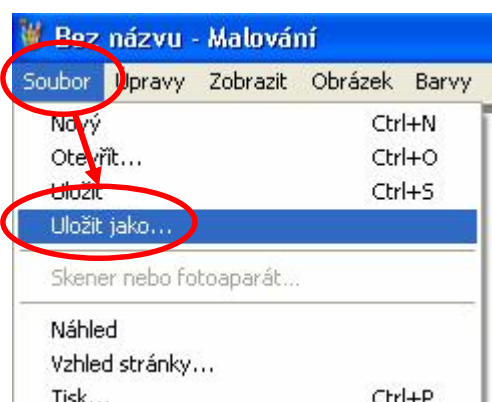 Bez názvu - Malování
Soubor Úpravy Zobrazit Obrázek Barvy
Nový Ctrl+N
Otevřít... Ctrl+O
Uložit Ctrl+S
Uložit jako...
Skener nebo fotoaparát...
Náhled
Vzhled stránky...
Tisk... Ctrl+P